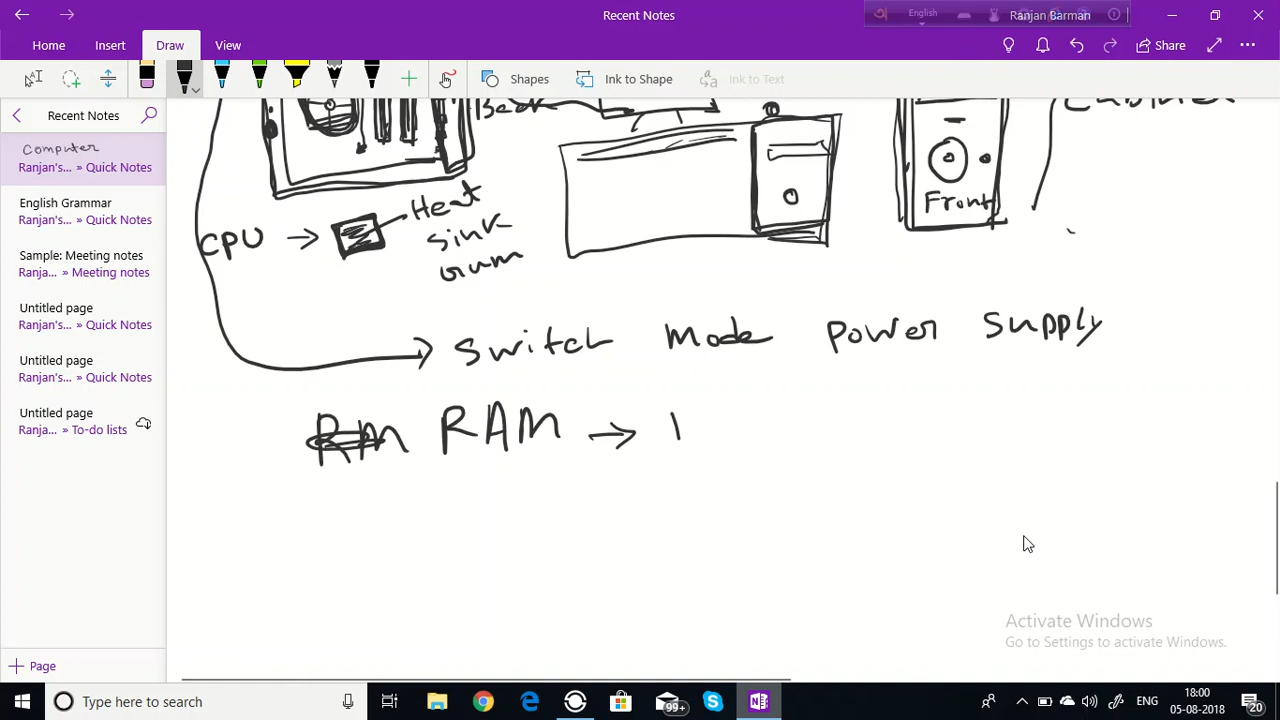 Recent Notes
English
Ranjan Barman
Home Insert Draw View
Share
Shapes
Ink to Shape
Ink to Text
Recent Notes
Computer
Ranjan's... » Quick Notes
English Grammar
Ranjan's... » Quick Notes
Sample: Meeting notes
Ranja... » Meeting notes
Untitled page
Ranjan's... » Quick Notes
Untitled page
Ranjan's... » Quick Notes
Untitled page
Ranja... » To-do lists
Page
Back
Front
CPU → Heat
sink
→ Switch mode power supply
RAM →
Activate Windows
Go to Settings to activate Windows.
Type here to search
99+
ENG
18:00
05-08-2018
20